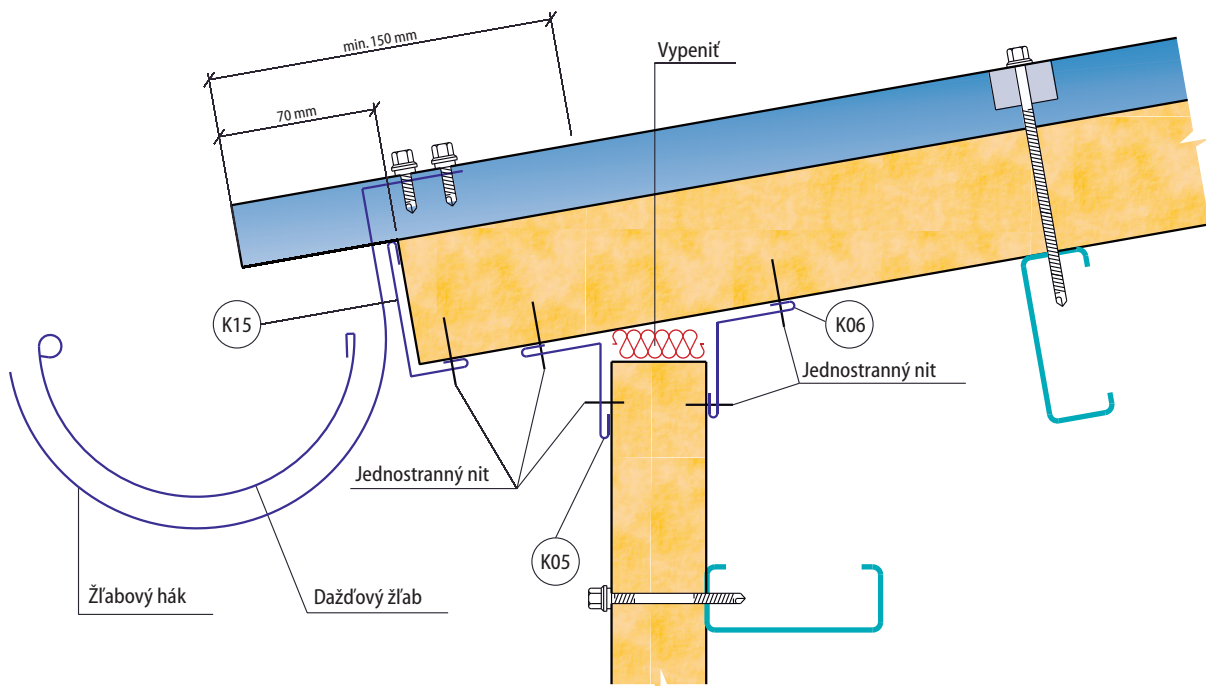 min. 150 mm
Vypeniť
70 mm
K15
K06
Jednostranný nit
Jednostranný nit
K05
Žľabový hák
Dažďový žľab